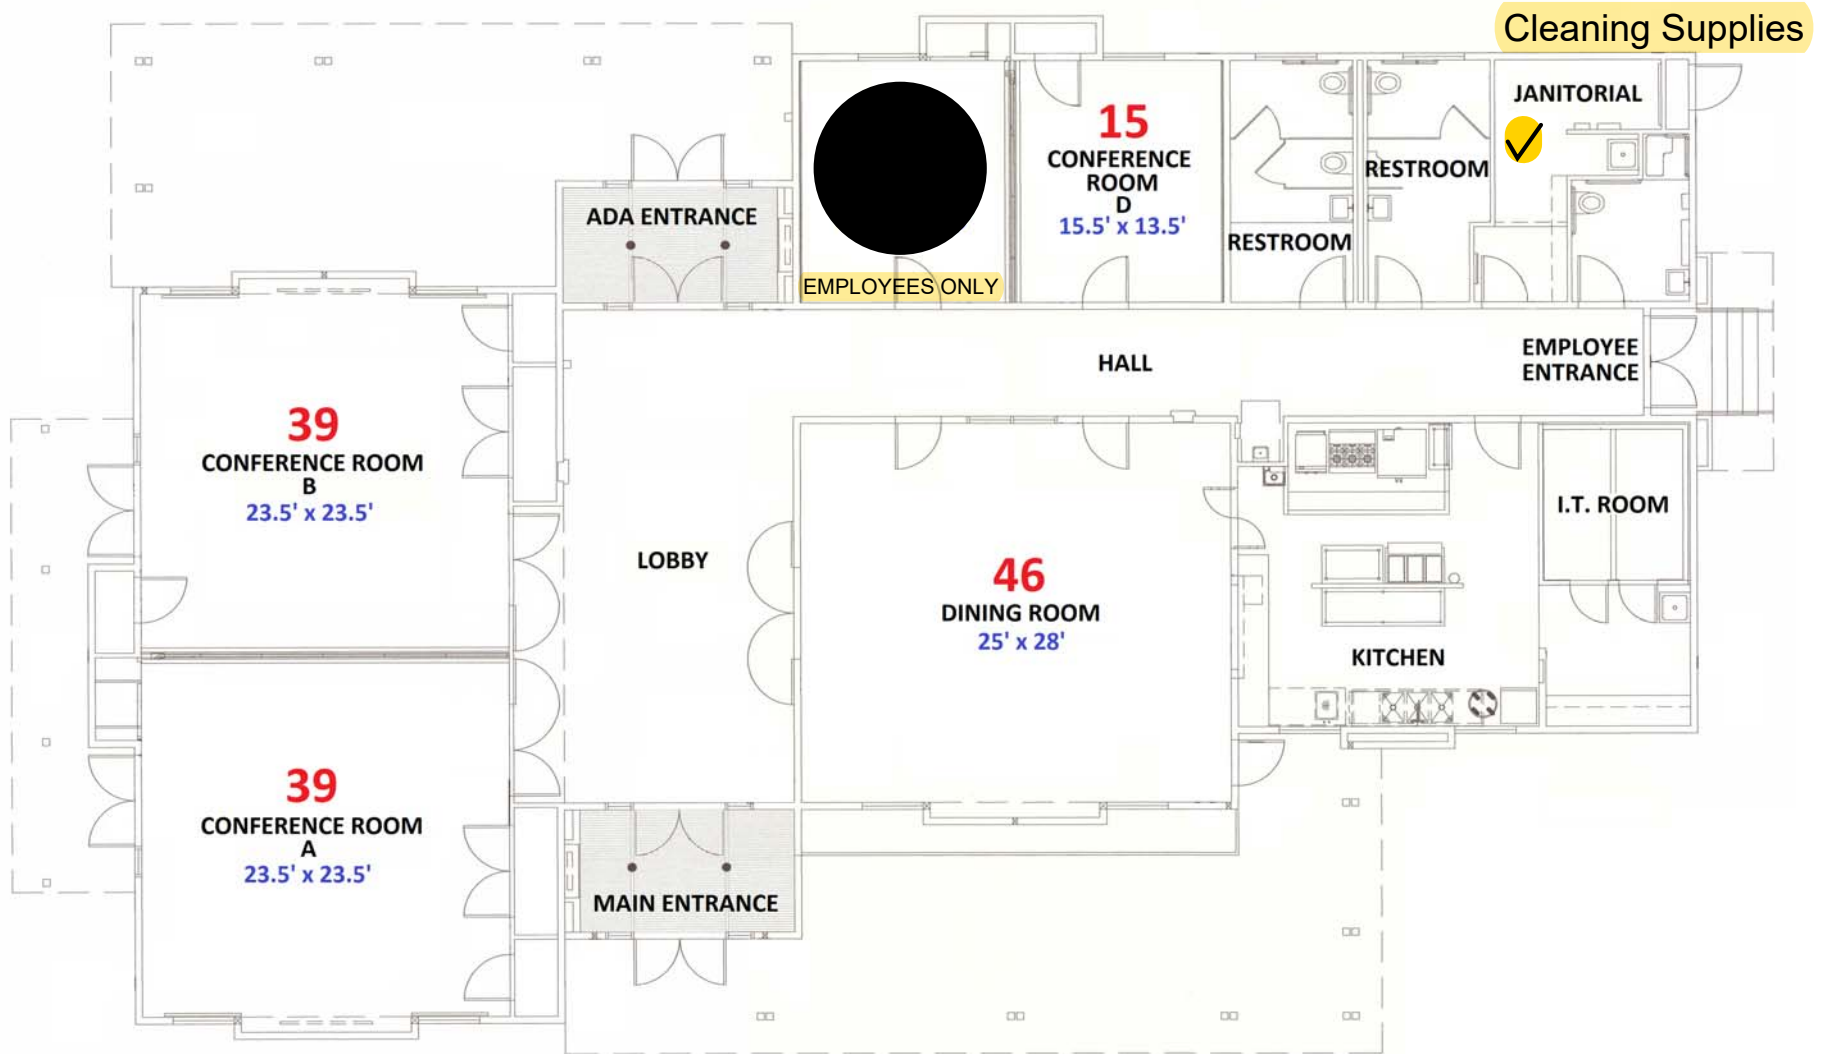 Cleaning Supplies
JANITORIAL
15
CONFERENCE
ROOM
D
15.5' x 13.5'
RESTROOM
ADA ENTRANCE
RESTROOM
EMPLOYEES ONLY
HALL
EMPLOYEE
ENTRANCE
39
CONFERENCE ROOM
B
23.5' x 23.5'
LOBBY
46
DINING ROOM
25' x 28'
I.T. ROOM
KITCHEN
39
CONFERENCE ROOM
A
23.5' x 23.5'
MAIN ENTRANCE